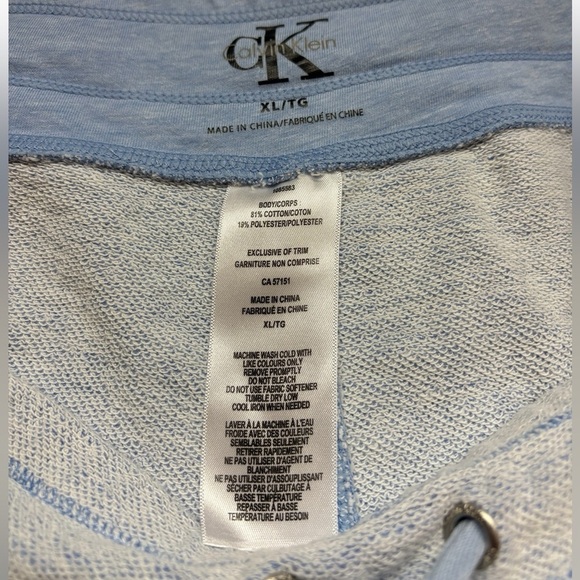 CK
Calvin Klein
XL/TG
MADE IN CHINA/FABRIQUÉ EN CHINE
BODY/CORPS
81% COTTON/COTON
19% POLYESTER/POLYESTER
EXCLUSIVE OF TRIM
GARNITURE NON COMPRISE
CA 57151
MADE IN CHINA
FABRIQUÉ EN CHINE
XL/TG
MACHINE WASH COLD WITH
LIKE COLOURS ONLY
REMOVE PROMPTLY
DO NOT BLEACH
DO NOT USE FABRIC SOFTENER
TUMBLE DRY LOW
COOL IRON WHEN NEEDED
LAVER À LA MACHINE À L'EAU
FROIDE AVEC DES COULEURS
SEMBLABLES SEULEMENT
RETIRER RAPIDEMENT
NE PAS UTILISER D'AGENT DE
BLANCHIMENT
NE PAS UTILISER D'ASSOUPLISSANT
SÉCHER PAR CULBUTAGE À
BASSE TEMPÉRATURE
REPASSER À BASSE
TEMPÉRATURE AU BESOIN